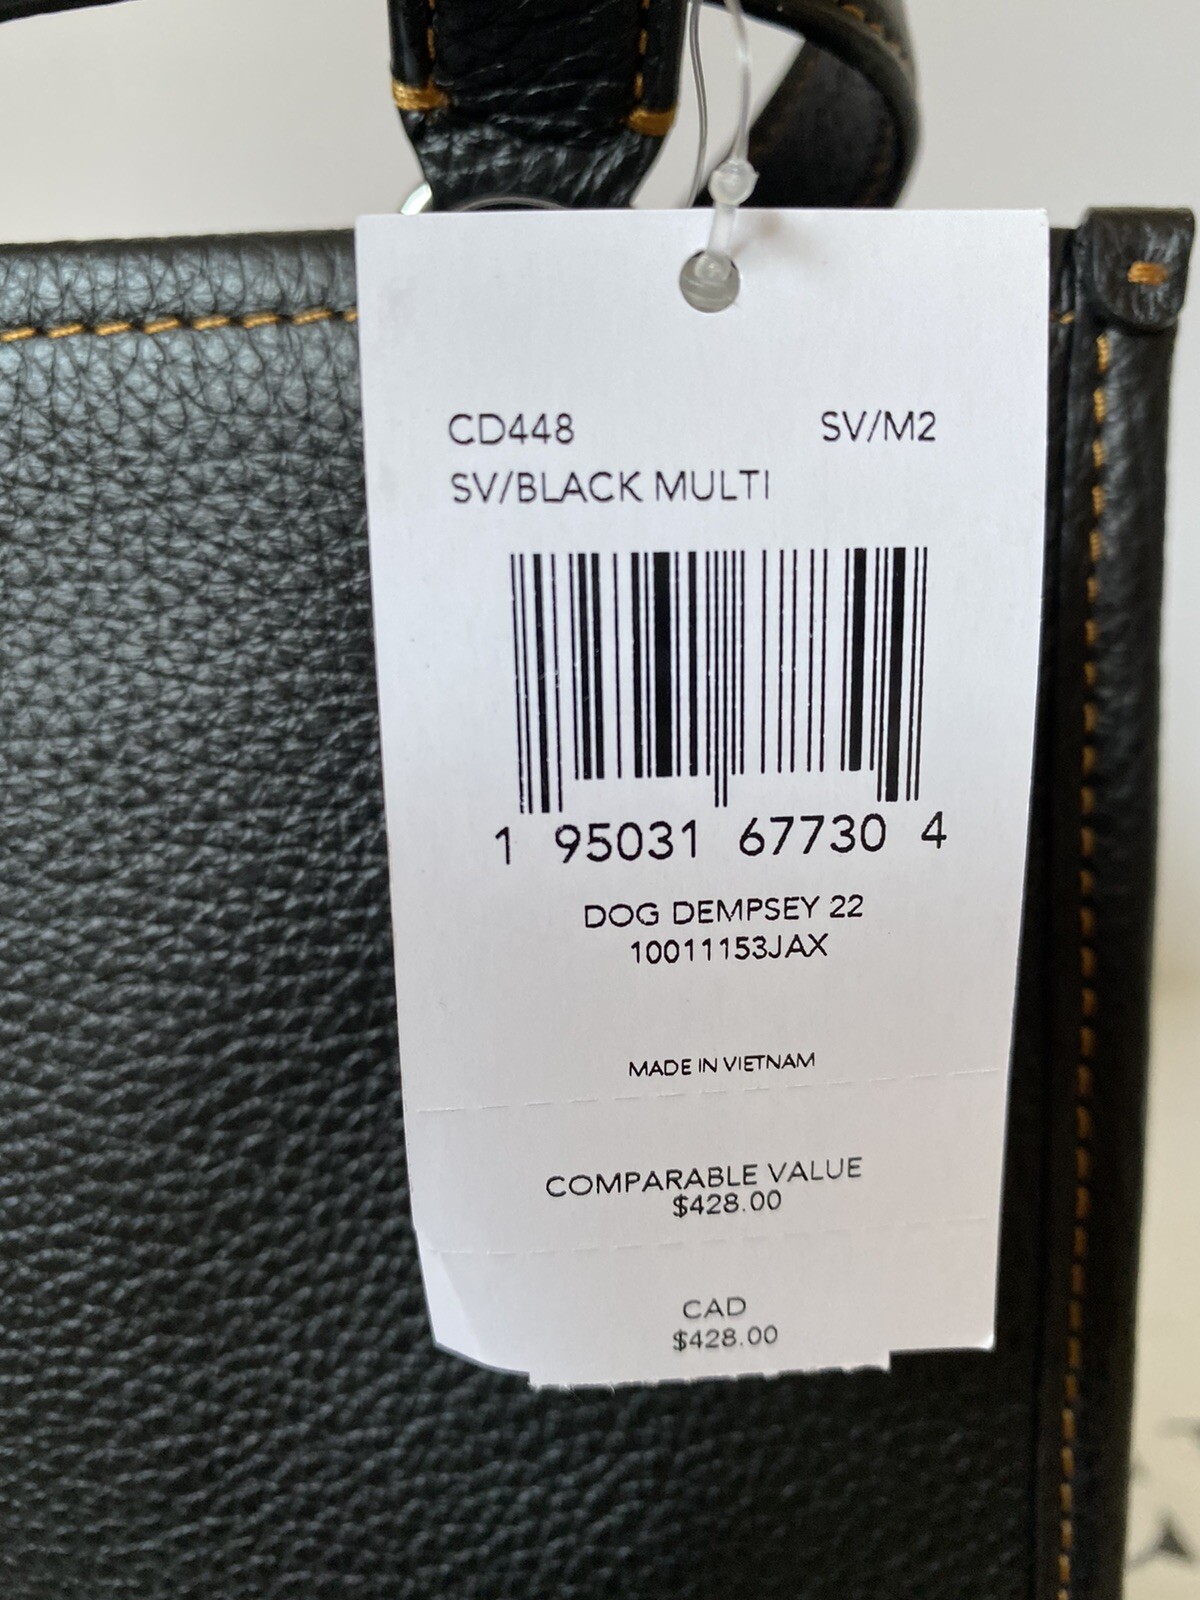 CD448 SV/M2
SV/BLACK MULTI
1 95031 67730 4
DOG DEMPSEY 22
10011153JAX
MADE IN VIETNAM
COMPARABLE VALUE
$428.00
CAD
$428.00